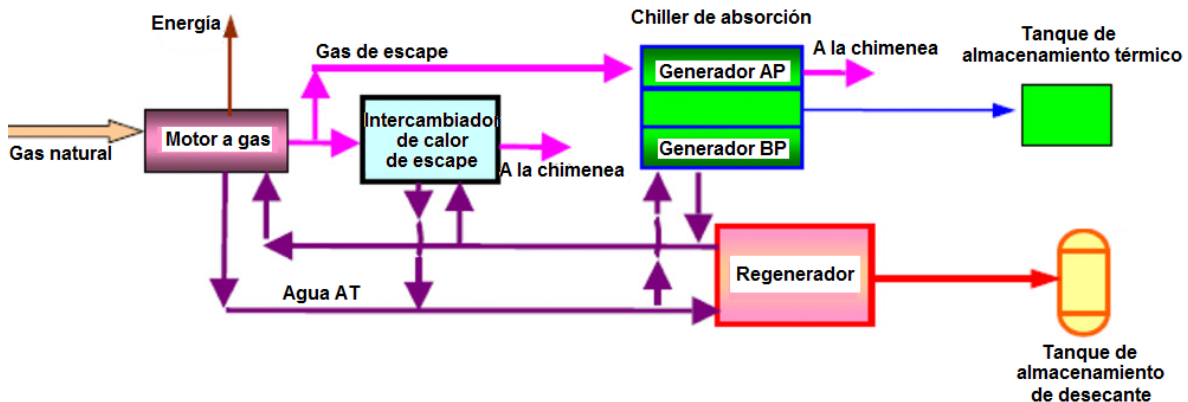 Energía
Chiller de absorción
Tanque de
almacenamiento térmico
Gas de escape
A la chimenea
Generador AP
Gas natural
Motor a gas
Intercambiador
de calor
de escape
A la chimenea
Generador BP
Agua AT
Regenerador
Tanque de
almacenamiento
de desecante